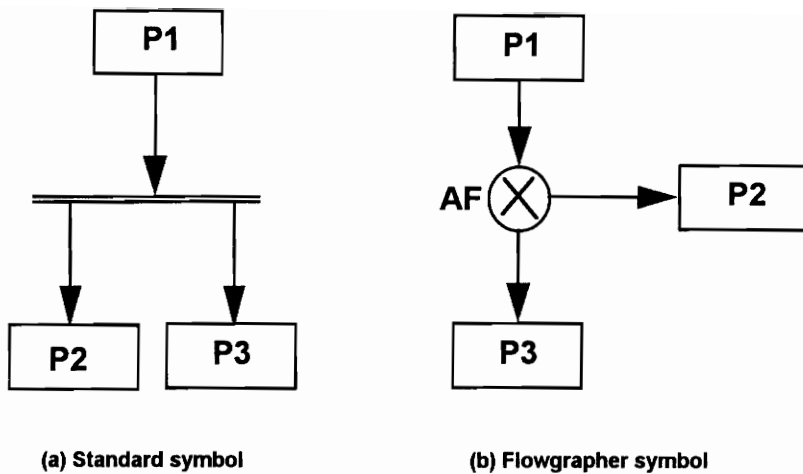 P1
P2
P3
(a) Standard symbol
P1
AF
P2
P3
(b) Flowgrapher symbol